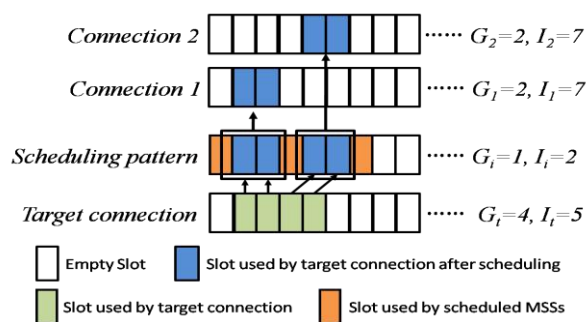 Connection 2 ...... G2=2, I2=7
Connection 1 ...... G1=2, I1=7
Scheduling pattern ...... Gi=1, Ii=2
Target connection ...... Gt=4, It=5
Empty Slot Slot used by target connection after scheduling
Slot used by target connection Slot used by scheduled MSSs